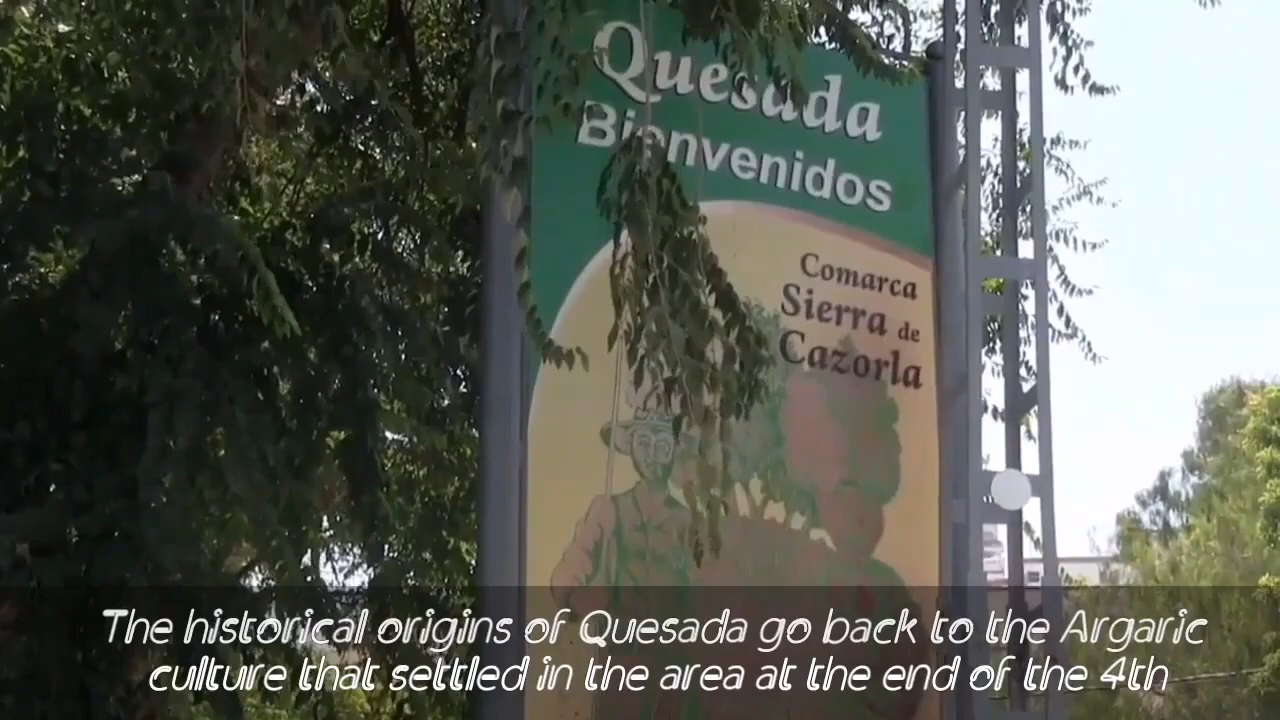 Quesada
Bienvenidos
Comarca
Sierra de
Cazorla
The historical origins of Quesada go back to the Argaric
culture that settled in the area at the end of the 4th